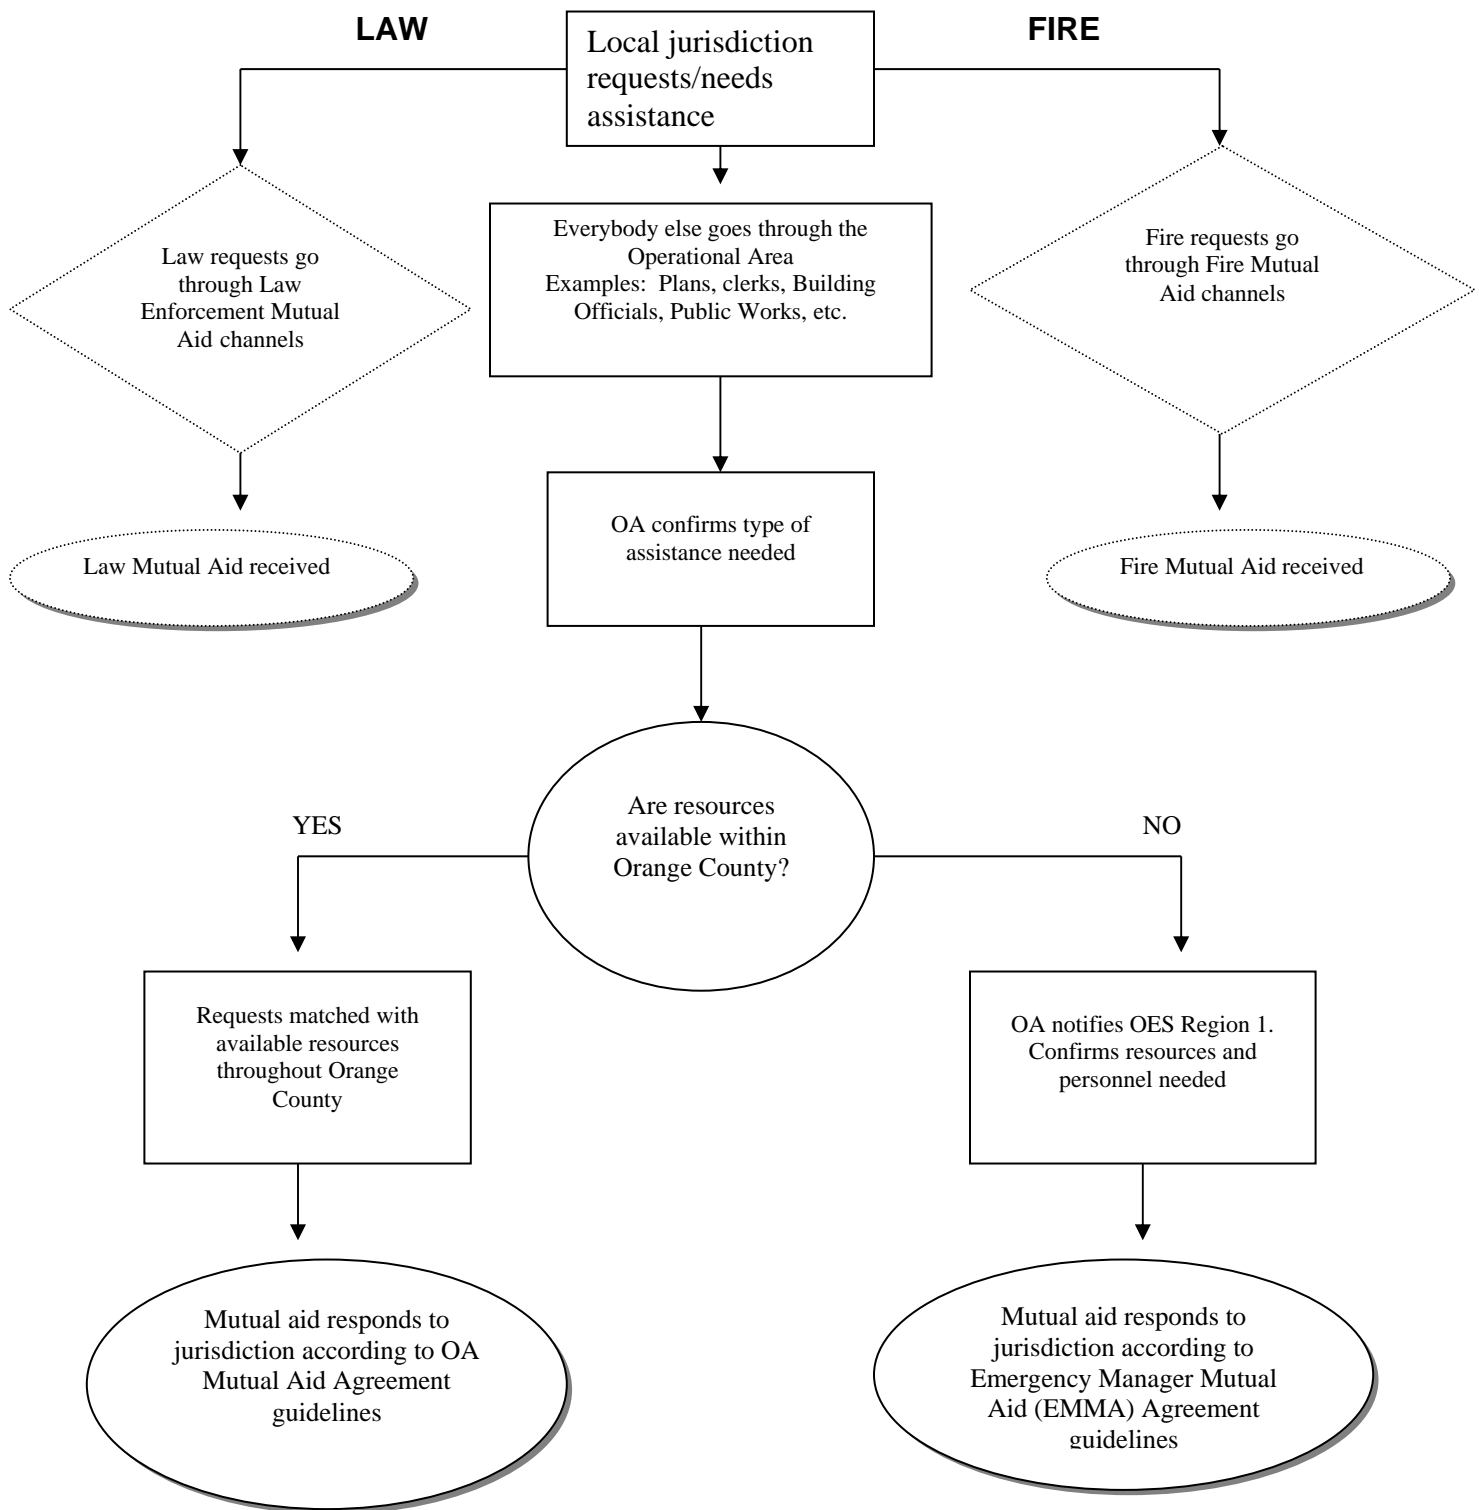 LAW
FIRE
Local jurisdiction
requests/needs
assistance
Law requests go
through Law
Enforcement Mutual
Aid channels
Everybody else goes through the
Operational Area
Examples:  Plans, clerks, Building
Officials, Public Works, etc.
Fire requests go
through Fire Mutual
Aid channels
Law Mutual Aid received
OA confirms type of
assistance needed
Fire Mutual Aid received
YES
Are resources
available within
Orange County?
NO
Requests matched with
available resources
throughout Orange
County
OA notifies OES Region 1.
Confirms resources and
personnel needed
Mutual aid responds to
jurisdiction according to OA
Mutual Aid Agreement
guidelines
Mutual aid responds to
jurisdiction according to
Emergency Manager Mutual
Aid (EMMA) Agreement
guidelines